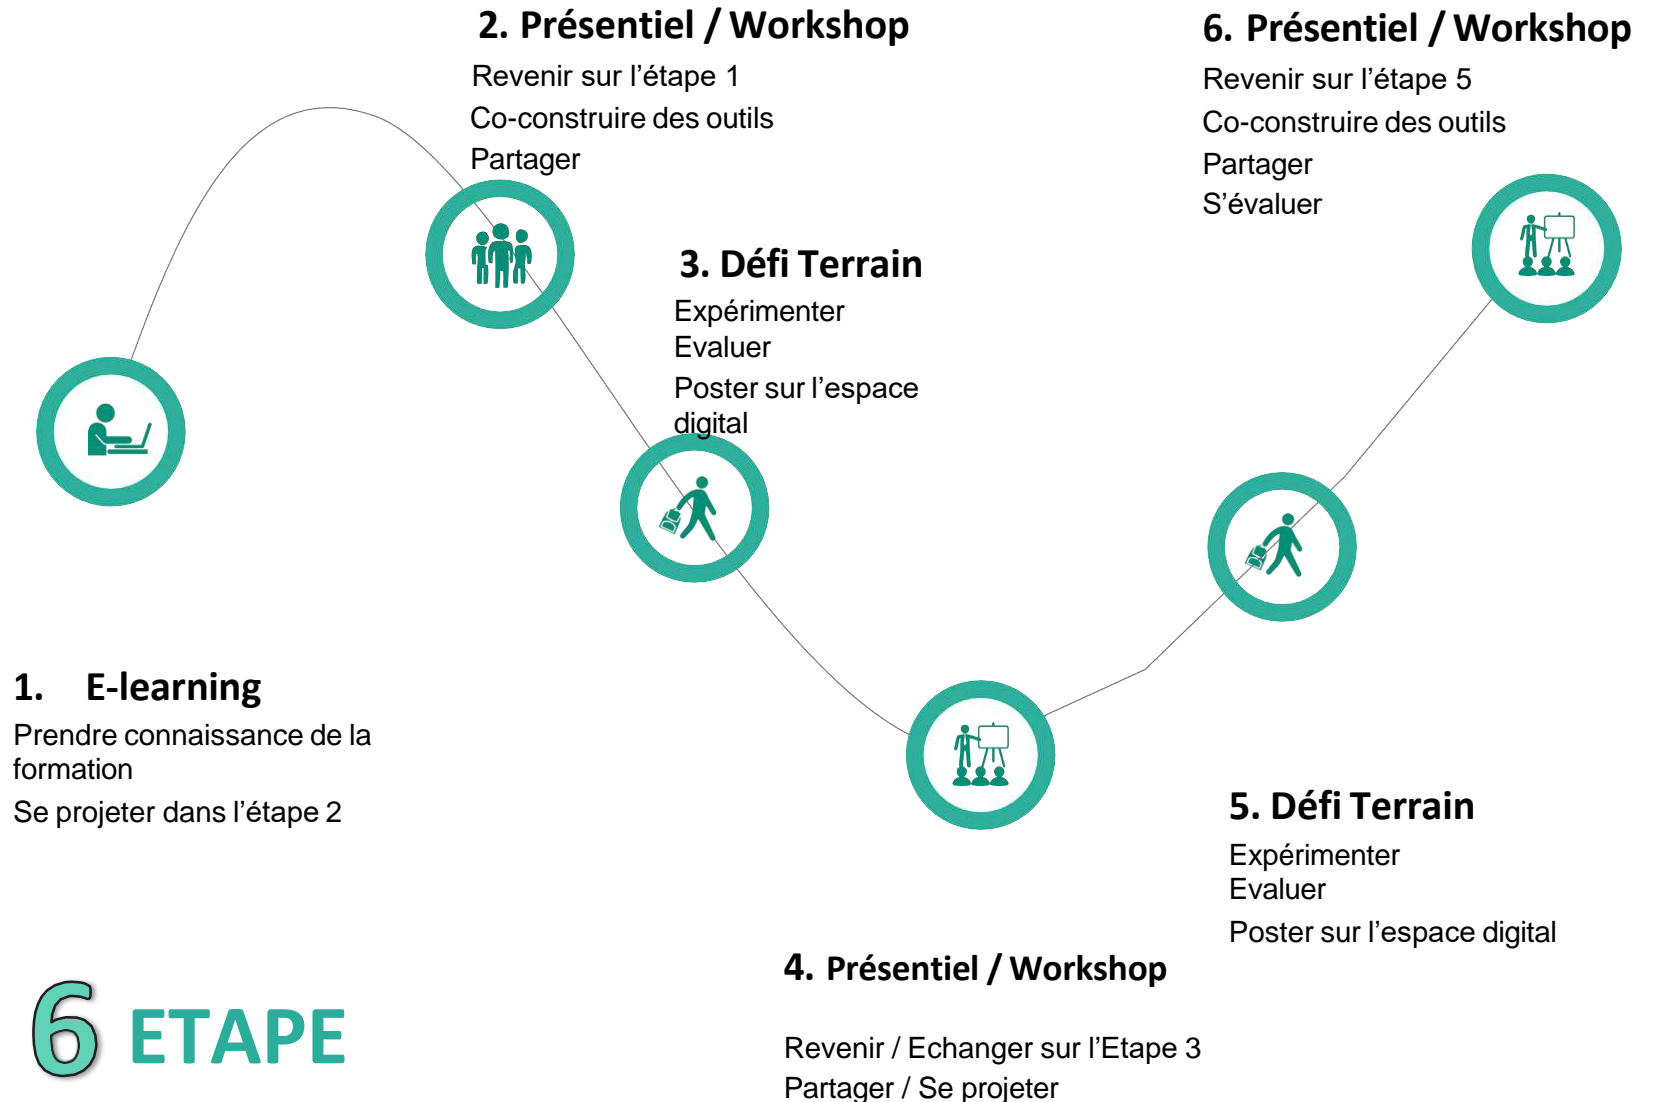 2. Présentiel / Workshop
Revenir sur l’étape 1
Co-construire des outils
Partager
6. Présentiel / Workshop
Revenir sur l’étape 5
Co-construire des outils
Partager
S’évaluer
3. Défi Terrain
Expérimenter
Evaluer
Poster sur l’espace
digital
1. E-learning
Prendre connaissance de la
formation
Se projeter dans l’étape 2
5. Défi Terrain
Expérimenter
Evaluer
Poster sur l’espace digital
4. Présentiel / Workshop
Revenir / Echanger sur l’Etape 3
Partager / Se projeter
6 ETAPE